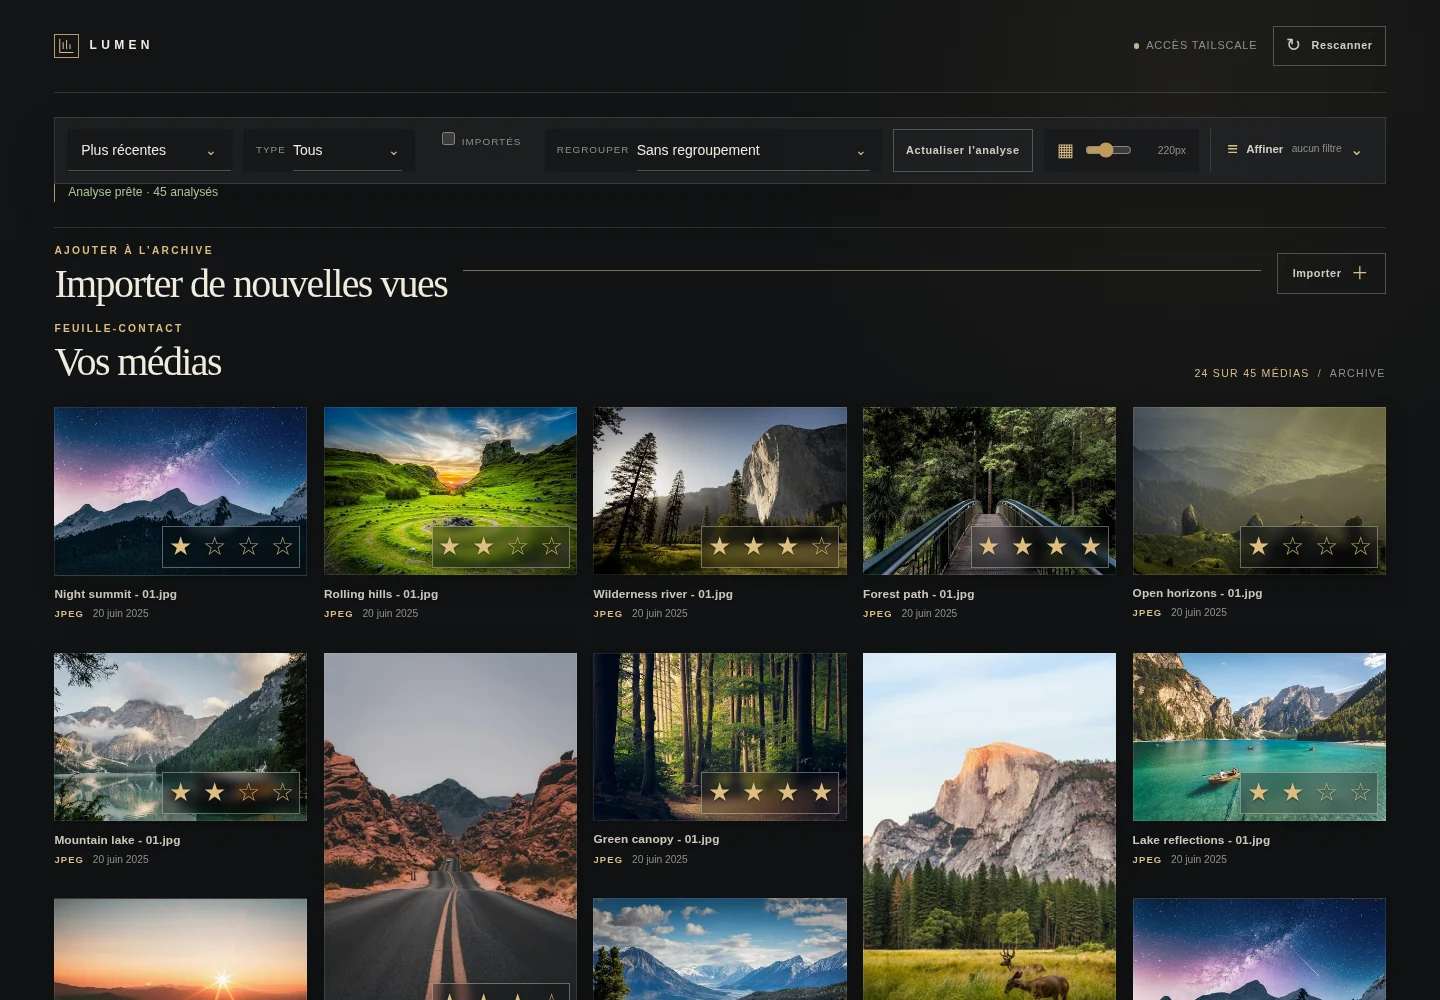 LUMEN
ACCÈS TAILSCALE
Rescanner
Plus récentes
TYPE Tous
IMPORTÉS
REGROUPER Sans regroupement
Actualiser l'analyse
220px
Affiner aucun filtre
Analyse prête · 45 analysés
AJOUTER À L'ARCHIVE
Importer de nouvelles vues
Importer
FEUILLE-CONTACT
Vos médias
24 SUR 45 MÉDIAS / ARCHIVE
Night summit - 01.jpg
JPEG 20 juin 2025
Rolling hills - 01.jpg
JPEG 20 juin 2025
Wilderness river - 01.jpg
JPEG 20 juin 2025
Forest path - 01.jpg
JPEG 20 juin 2025
Open horizons - 01.jpg
JPEG 20 juin 2025
Mountain lake - 01.jpg
JPEG 20 juin 2025
Green canopy - 01.jpg
JPEG 20 juin 2025
Lake reflections - 01.jpg
JPEG 20 juin 2025